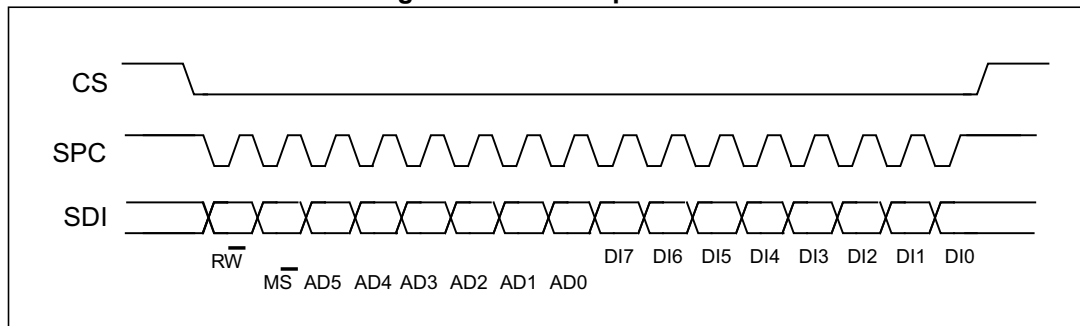 CS
SPC
SDI
RW̅
DI7 DI6 DI5 DI4 DI3 DI2 DI1 DI0
MS̅ AD5 AD4 AD3 AD2 AD1 AD0